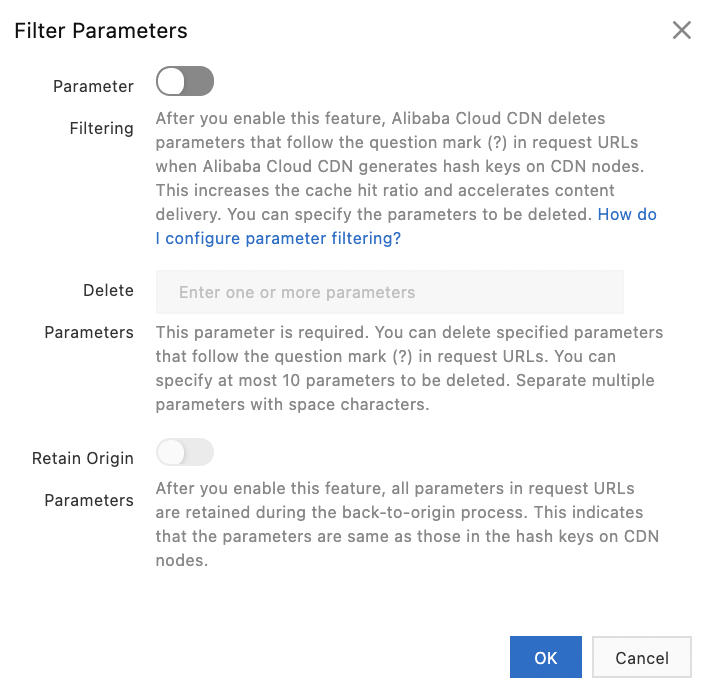 Filter Parameters
Parameter
Filtering
After you enable this feature, Alibaba Cloud CDN deletes
parameters that follow the question mark (?) in request URLs
when Alibaba Cloud CDN generates hash keys on CDN nodes.
This increases the cache hit ratio and accelerates content
delivery. You can specify the parameters to be deleted. How do
I configure parameter filtering?
Delete
Parameters
Enter one or more parameters
This parameter is required. You can delete specified parameters
that follow the question mark (?) in request URLs. You can
specify at most 10 parameters to be deleted. Separate multiple
parameters with space characters.
Retain Origin
Parameters
After you enable this feature, all parameters in request URLs
are retained during the back-to-origin process. This indicates
that the parameters are same as those in the hash keys on CDN
nodes.
OK
Cancel